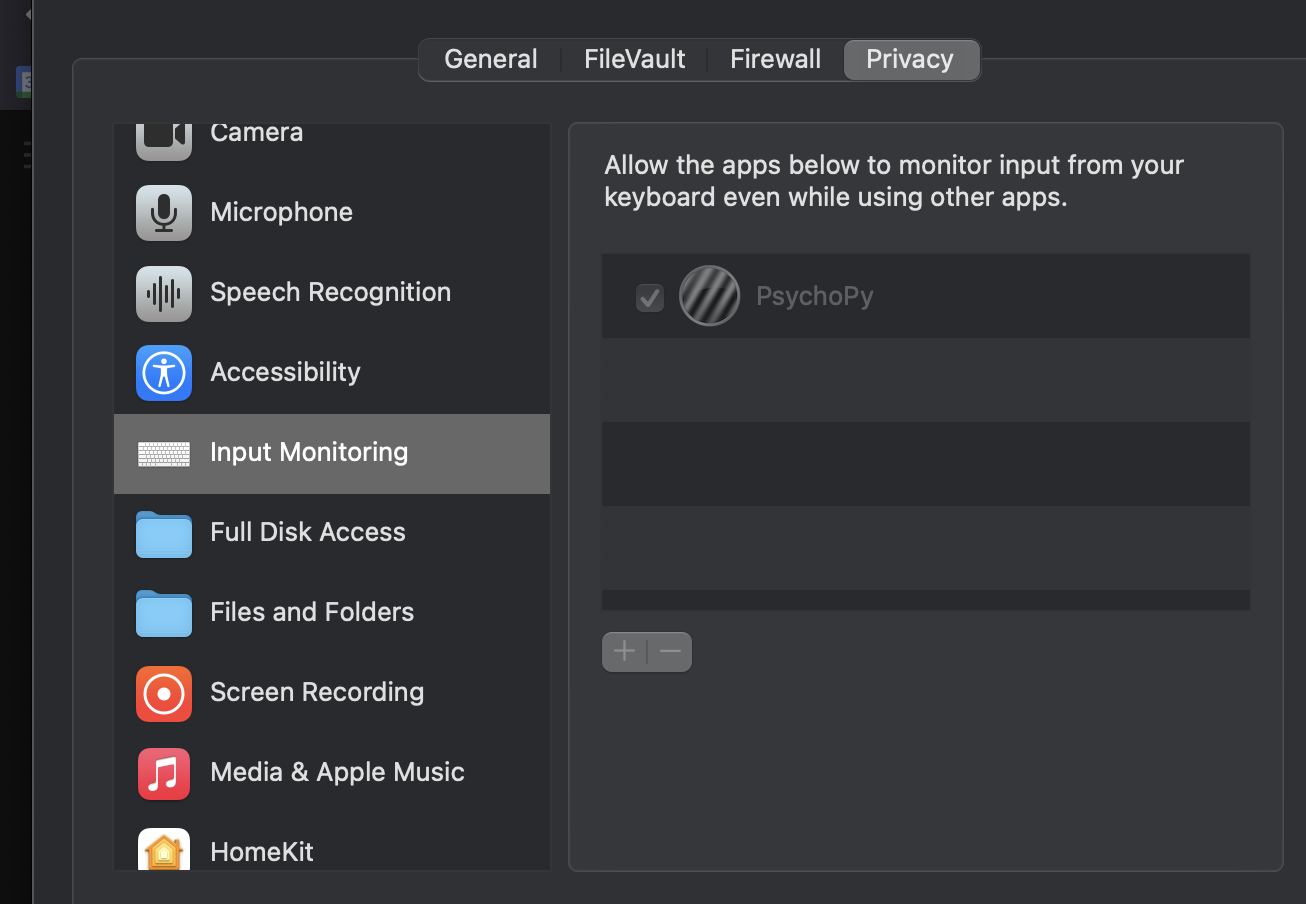 General
FileVault
Firewall
Privacy
Camera
Microphone
Speech Recognition
Accessibility
Input Monitoring
Full Disk Access
Files and Folders
Screen Recording
Media & Apple Music
HomeKit
Allow the apps below to monitor input from your
keyboard even while using other apps.
PsychoPy